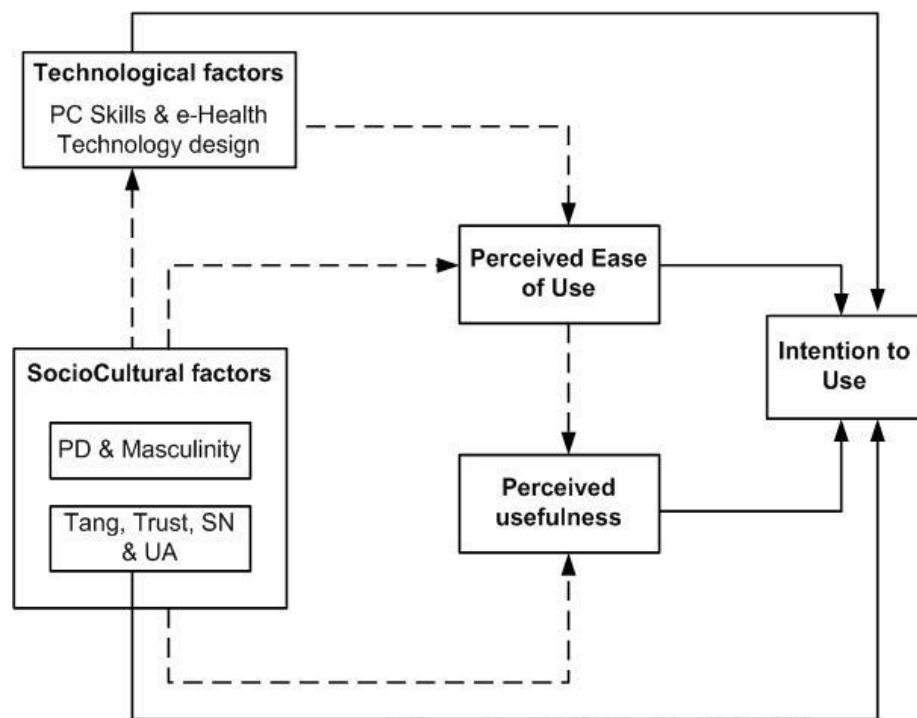 Technological factors
PC Skills & e-Health
Technology design
Perceived Ease
of Use
Intention to
Use
SocioCultural factors
PD & Masculinity
Tang, Trust, SN
& UA
Perceived
usefulness